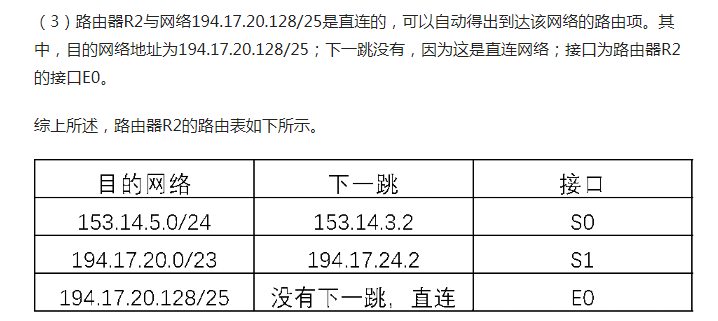 （3）路由器R2与网络194.17.20.128/25是直连的，可以自动得出到达该网络的路由项。其
中，目的网络地址为194.17.20.128/25；下一跳没有，因为这是直连网络；接口为路由器R2
的接口E0。
综上所述，路由器R2的路由表如下所示。
目的网络 下一跳 接口
153.14.5.0/24 153.14.3.2 S0
194.17.20.0/23 194.17.24.2 S1
194.17.20.128/25 没有下一跳，直连 E0